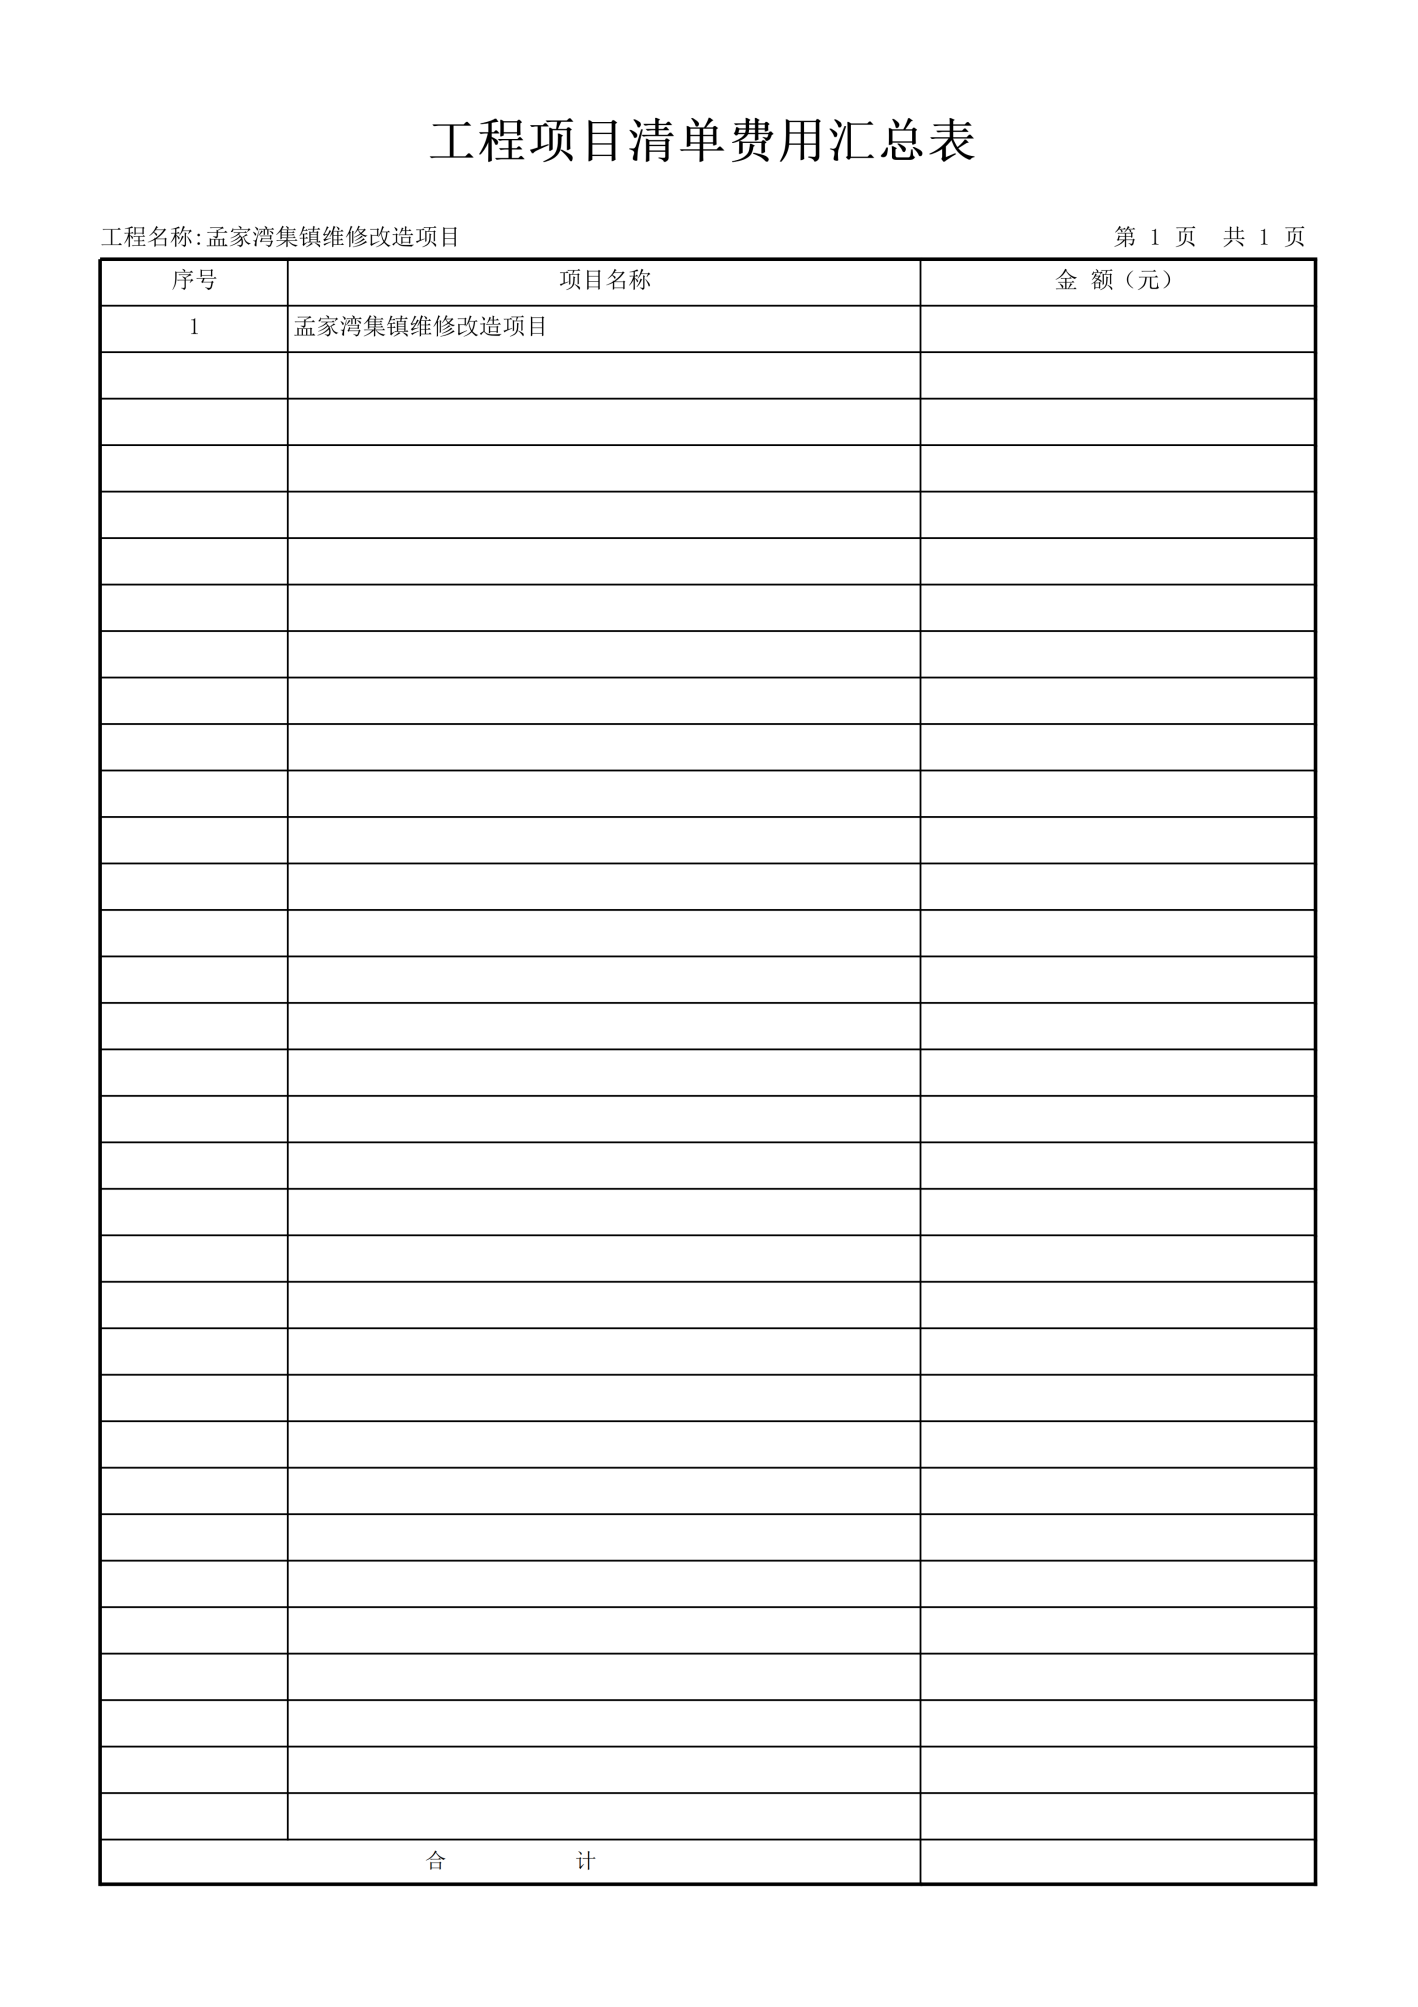 工程项目清单费用汇总表
工程名称:孟家湾集镇维修改造项目 第 1 页 共 1 页
序号 项目名称 金 额（元）
1 孟家湾集镇维修改造项目
合 计